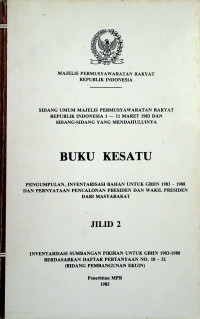 MAJELIS PERMUSYAWARATAN RAKYAT
REPUBLIK INDONESIA
SIDANG UMUM MAJELIS PERMUSYAWARATAN RAKYAT
REPUBLIK INDONESIA 1 — 11 MARET 1983 DAN
SIDANG-SIDANG YANG MENDAHULUINYA
BUKU KESATU
PENGUMPULAN, INVENTARISASI BAHAN UNTUK GBHN 1983 - 1988
DAN PERNYATAAN PENCALONAN PRESIDEN DAN WAKIL PRESIDEN
DARI MASYARAKAT
JILID 2
INVENTARISASI SUMBANGAN PIKIRAN UNTUK GBHN 1983-1988
BERDASARKAN DAFTAR PERTANYAAN NO. 18 - 32
(BIDANG PEMBANGUNAN EKUIN)
Penerbitan MPR
1985